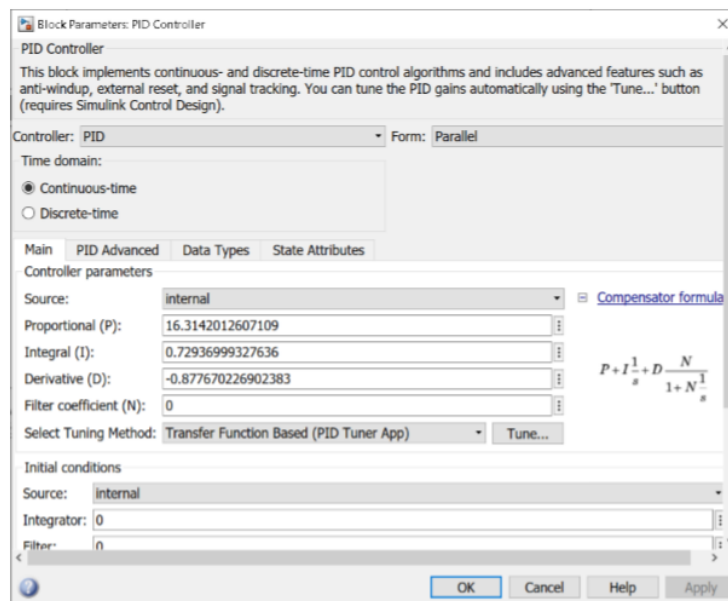 Block Parameters: PID Controller
PID Controller
This block implements continuous- and discrete-time PID control algorithms and includes advanced features such as
anti-windup, external reset, and signal tracking. You can tune the PID gains automatically using the 'Tune...' button
(requires Simulink Control Design).
Controller: PID Form: Parallel
Time domain:
Continuous-time
Discrete-time
Main PID Advanced Data Types State Attributes
Controller parameters
Source: internal Compensator formula
Proportional (P): 16.3142012607109
Integral (I): 0.72936999327636
Derivative (D): -0.877670226902383
P + I 1/s + D N/(1 + N 1/s)
Filter coefficient (N): 0
Select Tuning Method: Transfer Function Based (PID Tuner App) Tune...
Initial conditions
Source: internal
Integrator: 0
Filter: 0
OK Cancel Help Apply